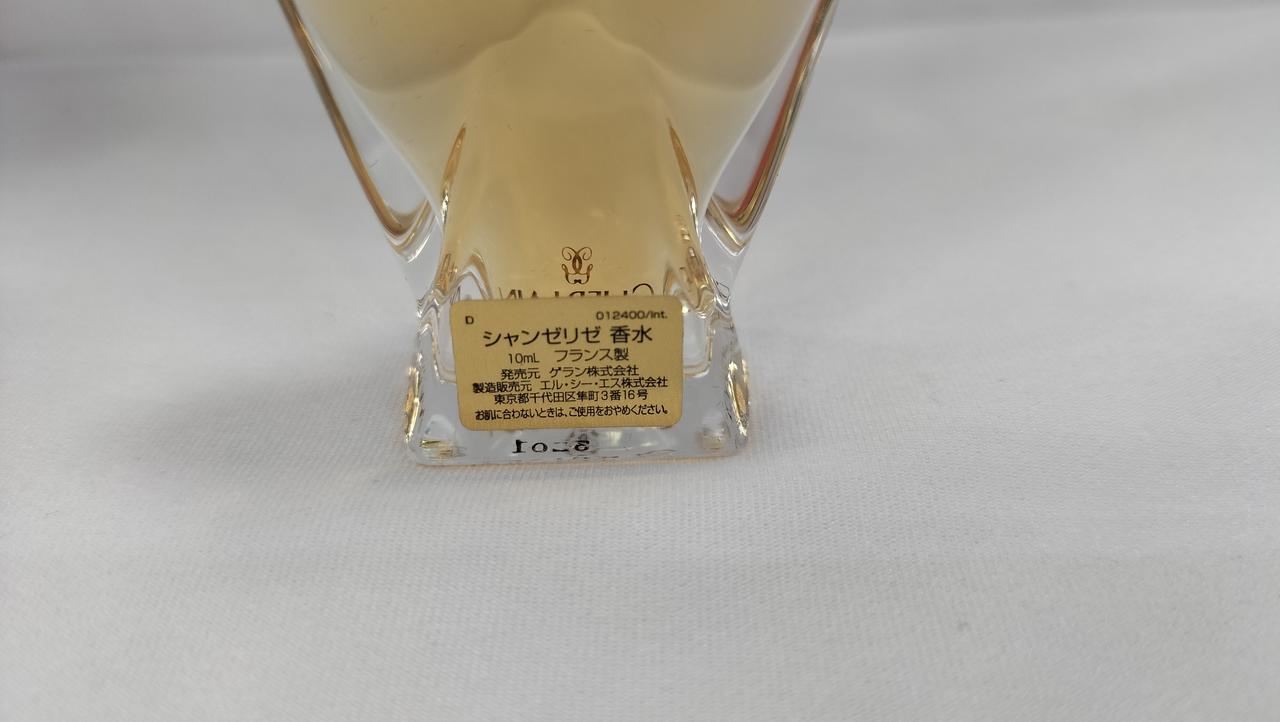 D 012400/Int.
シャンゼリゼ 香水
10mL フランス製
発売元 ゲラン株式会社
製造販売元 エル・シー・エス株式会社
東京都千代田区隼町3番16号
お肌に合わないときは、ご使用をおやめください。